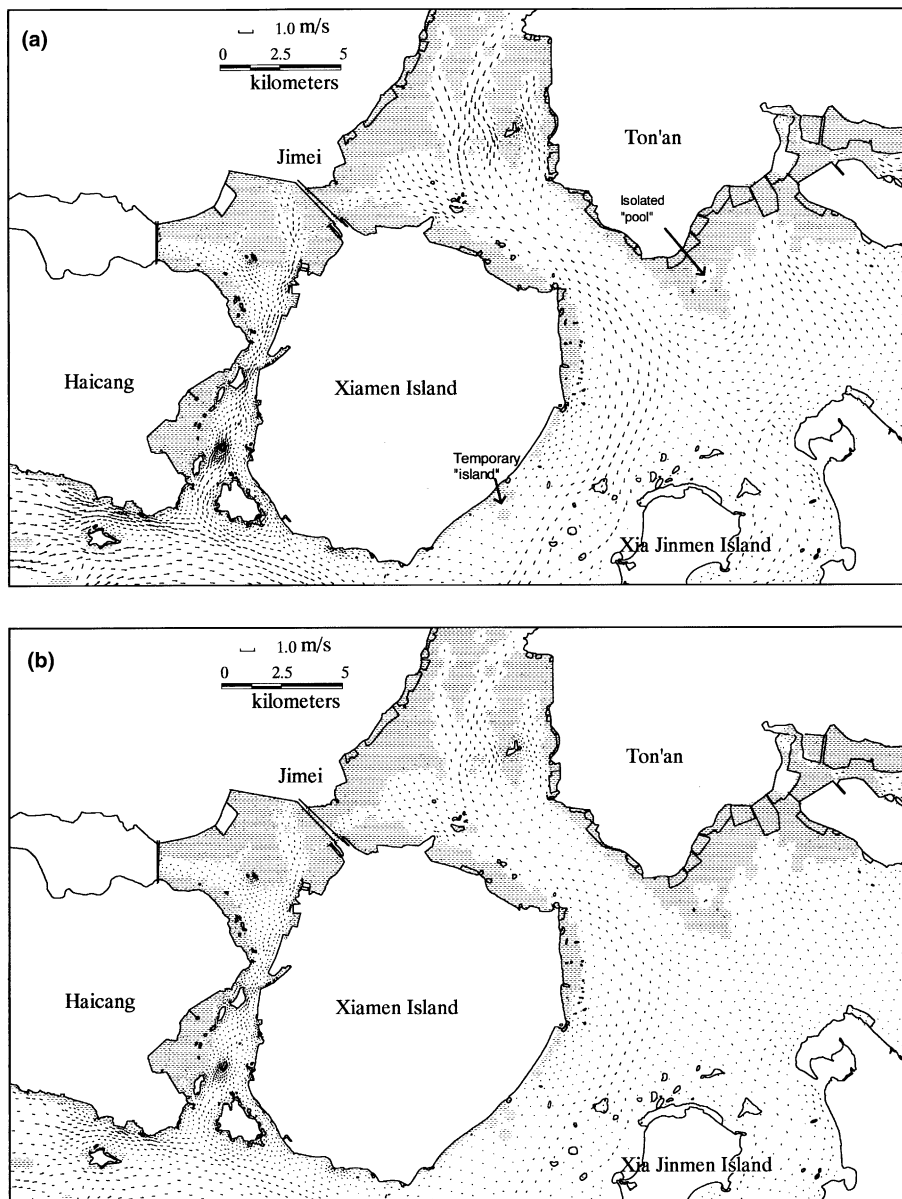 (a)
1.0 m/s
0 2.5 5
kilometers
Jimei
Ton'an
Isolated
"pool"
Haicang
Xiamen Island
Temporary
"island"
Xia Jinmen Island
(b)
1.0 m/s
0 2.5 5
kilometers
Jimei
Ton'an
Haicang
Xiamen Island
Xia Jinmen Island